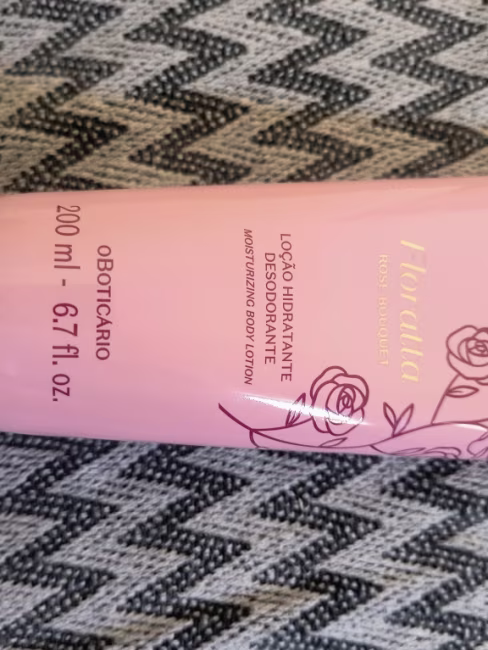 Floratta
ROSE BOUQUET
LOÇÃO HIDRATANTE
DESODORANTE
MOISTURIZING BODY LOTION
oBOTICÁRIO
200 ml - 6.7 fl. oz.